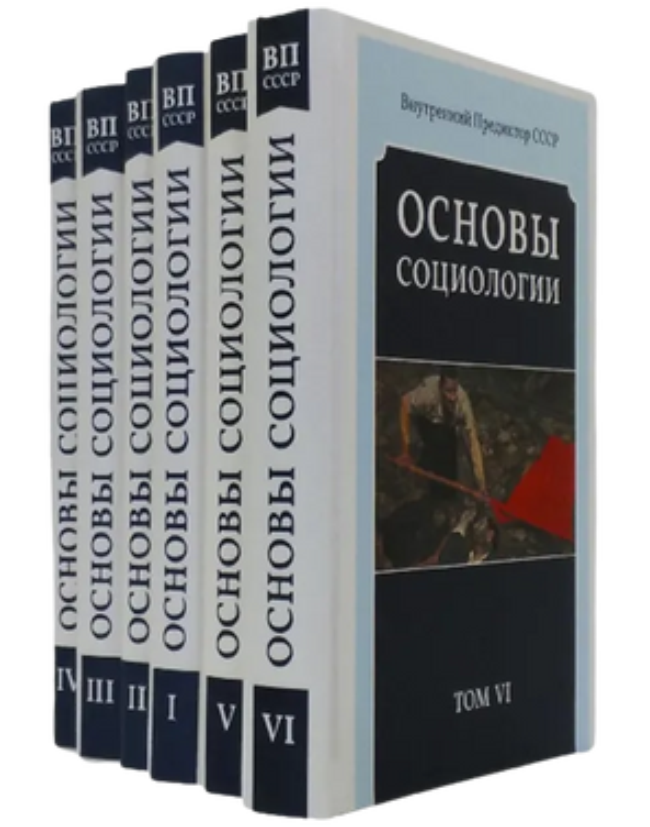 ВП
СССР
ОСНОВЫ СОЦИОЛОГИИ
IV
ВП
СССР
ОСНОВЫ СОЦИОЛОГИИ
III
ВП
СССР
ОСНОВЫ СОЦИОЛОГИИ
II
ВП
СССР
ОСНОВЫ СОЦИОЛОГИИ
I
ВП
СССР
ОСНОВЫ СОЦИОЛОГИИ
V
ВП
СССР
ОСНОВЫ СОЦИОЛОГИИ
VI
Внутренний Предиктор СССР
ОСНОВЫ
СОЦИОЛОГИИ
ТОМ VI